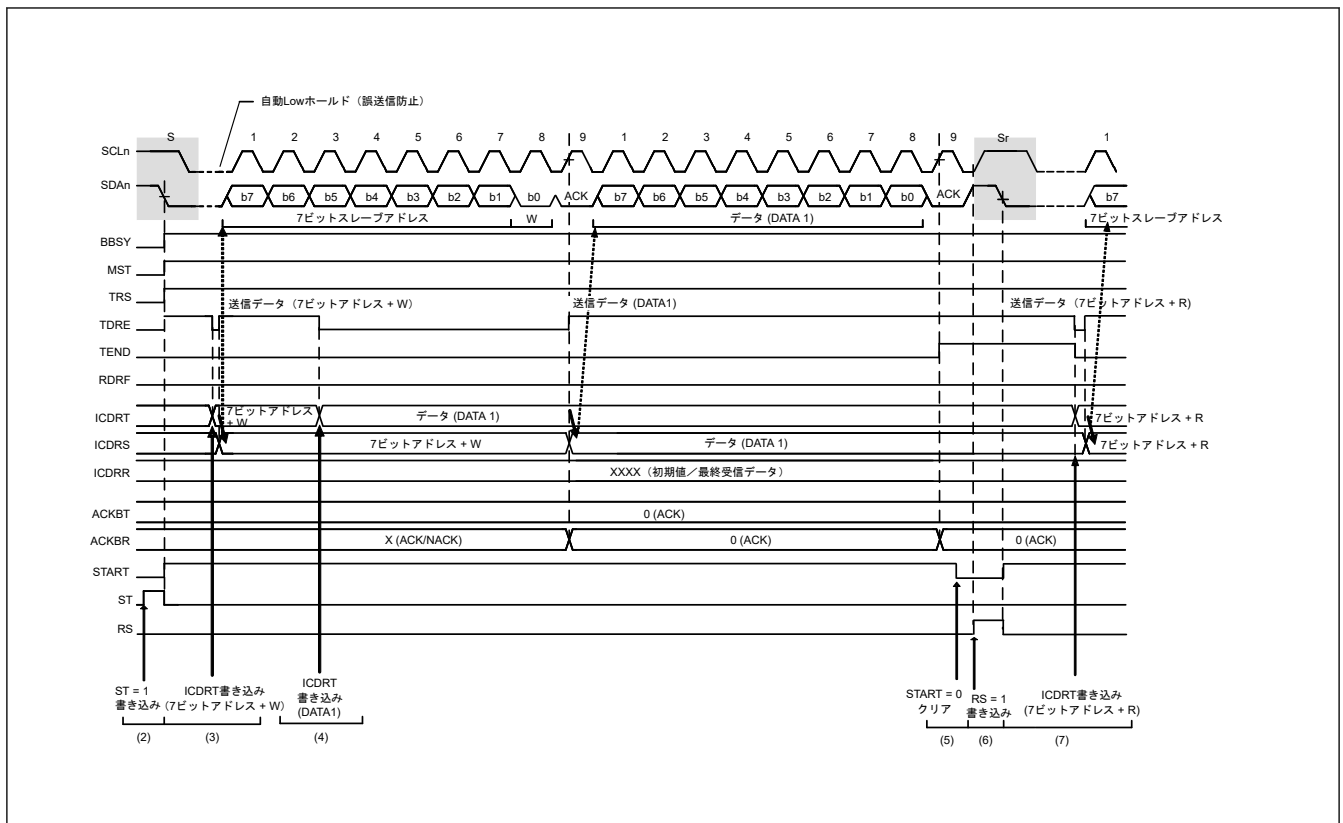 自動Lowホールド（誤送信防止）
S 1 2 3 4 5 6 7 8 9 1 2 3 4 5 6 7 8 9 Sr 1
SCLn
SDAn b7 b6 b5 b4 b3 b2 b1 b0 ACK b7 b6 b5 b4 b3 b2 b1 b0 ACK b7
7ビットスレーブアドレス W データ (DATA 1) 7ビットスレーブアドレス
BBSY
MST
TRS
送信データ（7ビットアドレス + W） 送信データ (DATA1) 送信データ（7ビットアドレス + R)
TDRE
TEND
RDRF
ICDRT 7ビットアドレス + W データ (DATA 1) 7ビットアドレス + R
ICDRS 7ビットアドレス + W データ (DATA 1) 7ビットアドレス + R
ICDRR XXXX（初期値／最終受信データ）
ACKBT 0 (ACK)
ACKBR X (ACK/NACK) 0 (ACK) 0 (ACK)
START
ST
RS
ST = 1
書き込み
ICDRT書き込み
(7ビットアドレス + W）
ICDRT
書き込み
(DATA1)
START = 0
クリア
RS = 1
書き込み
ICDRT書き込み
(7ビットアドレス + R)
(2) (3) (4) (5) (6) (7)